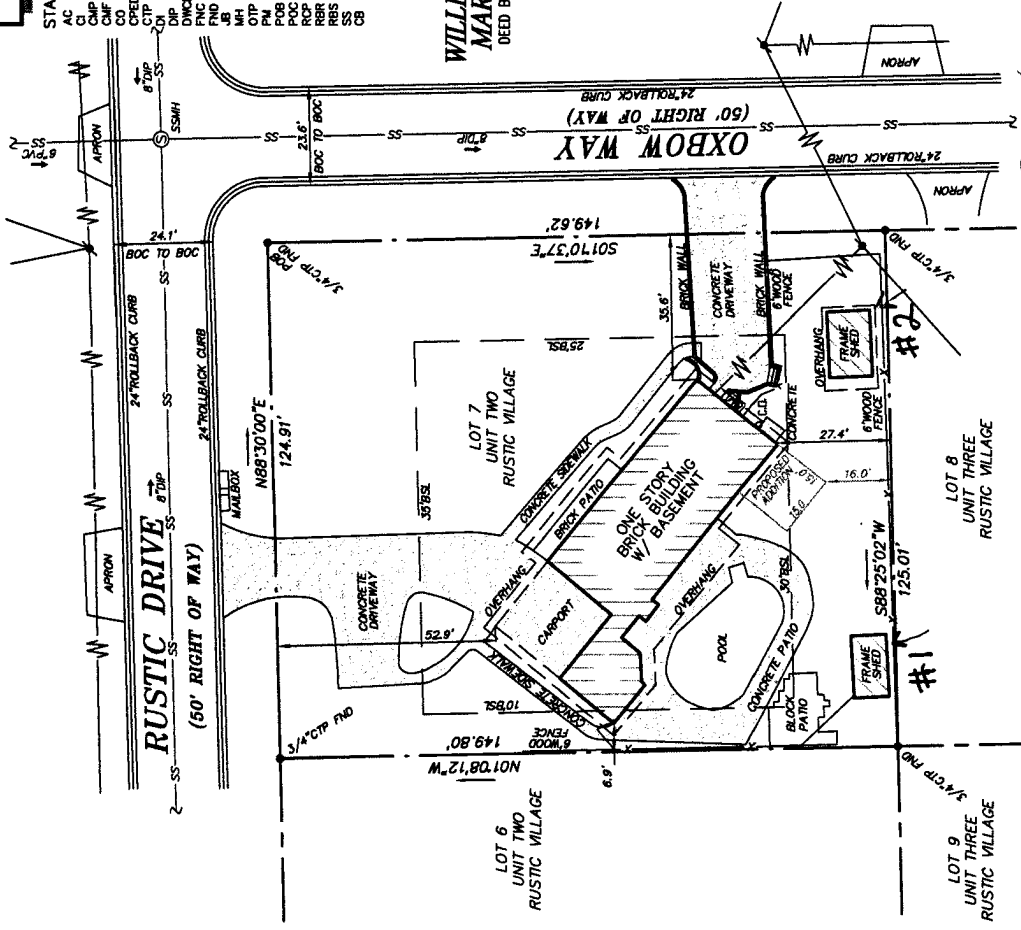 STA
AC
CI
CMP
CMF
CO
CPED
CTP
DI
DIP
DWCB
FNC
FND
JB
MH
OTP
PM
POB
POC
RCP
RBR
RBS
SS
CB
WILLI
MAR
DEED B
8"PVC
APRON
SSMH
8"DIP
SS
24"ROLLBACK CURB
24.1'
BOC TO BOC
23.6'
BOC TO BOC
RUSTIC DRIVE
(50' RIGHT OF WAY)
8"DIP
SS
24"ROLLBACK CURB
APRON
MAILBOX
OXBOW WAY
(50' RIGHT OF WAY)
24"ROLLBACK CURB
8"DIP
SS
24"ROLLBACK CURB
APRON
APRON
POB
3/4"CTP FND
N88°30'00"E
124.91'
S01°10'37"E
149.62'
3/4"CTP FND
N01°08'12"W
149.80'
S88°25'02"W
125.01'
3/4"CTP FND
3/4"CTP FND
LOT 7
UNIT TWO
RUSTIC VILLAGE
35'BSL
25'BSL
10'BSL
30'BSL
35.6'
52.9'
6.9'
27.4'
16.0'
CONCRETE
DRIVEWAY
CONCRETE SIDEWALK
BRICK PATIO
OVERHANG
CARPORT
CONCRETE SIDEWALK
6'WOOD
FENCE
ONE STORY
BRICK BUILDING
W/ BASEMENT
OVERHANG
POOL
CONCRETE PATIO
BLOCK
PATIO
PROPOSED
ADDITION
15.0
15.0'
BRICK WALL
CONCRETE
DRIVEWAY
BRICK WALL
6'WOOD
FENCE
C.D.
CONCRETE
OVERHANG
FRAME
SHED
#2
6'WOOD
FENCE
FRAME
SHED
#1
LOT 6
UNIT TWO
RUSTIC VILLAGE
LOT 8
UNIT THREE
RUSTIC VILLAGE
LOT 9
UNIT THREE
RUSTIC VILLAGE